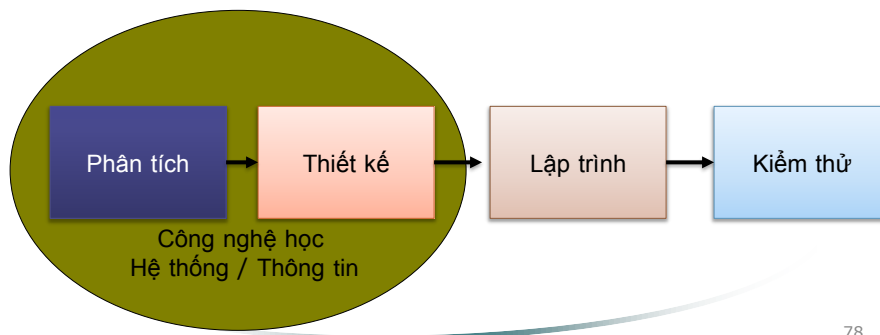 Phân tích
Thiết kế
Lập trình
Kiểm thử
Công nghệ học
Hệ thống / Thông tin
78